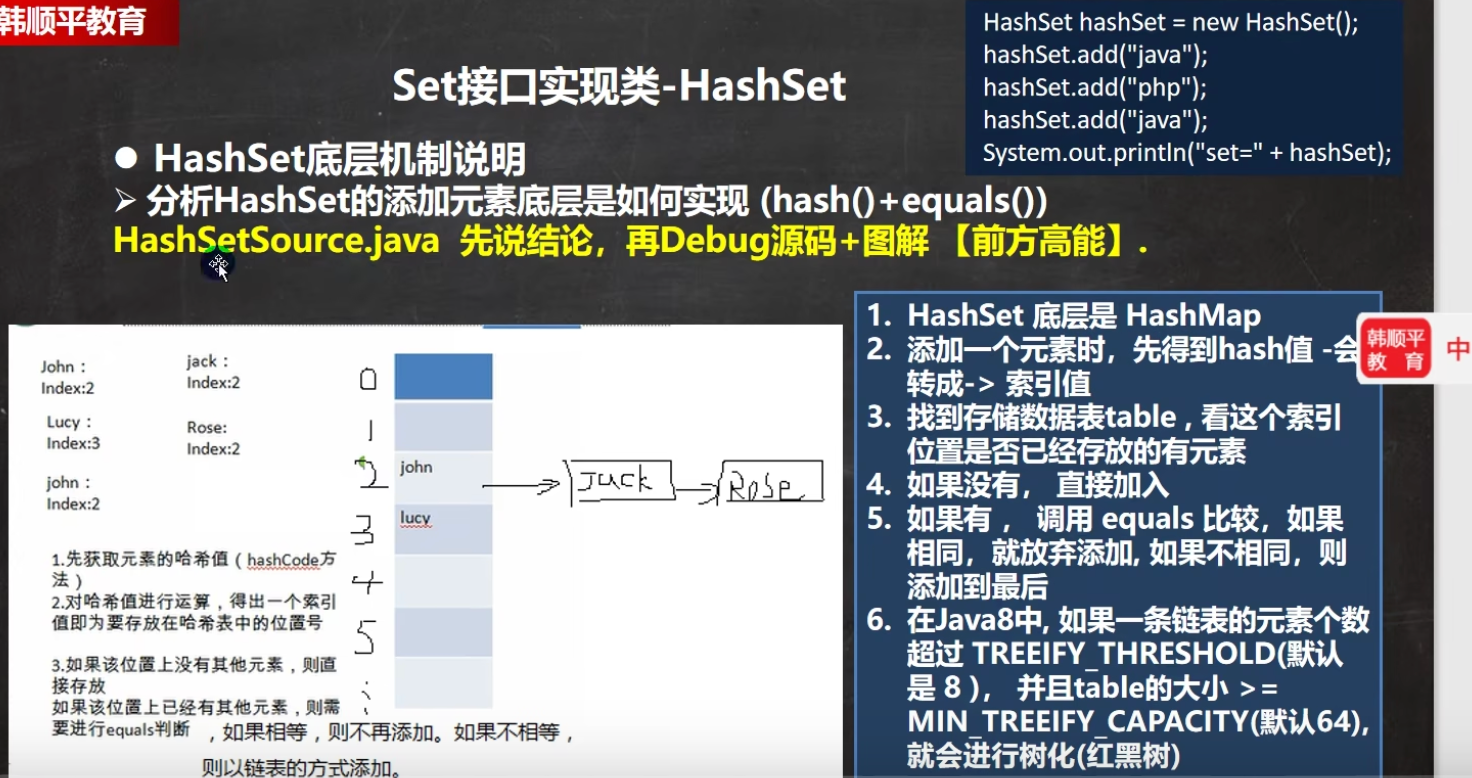 韩顺平教育
HashSet hashSet = new HashSet();
hashSet.add("java");
hashSet.add("php");
hashSet.add("java");
System.out.println("set=" + hashSet);
Set接口实现类-HashSet
● HashSet底层机制说明
➢ 分析HashSet的添加元素底层是如何实现 (hash()+equals())
HashSetSource.java 先说结论，再Debug源码+图解 【前方高能】.
John：
Index:2
jack：
Index:2
Lucy：
Index:3
Rose:
Index:2
john：
Index:2
0
1
2
3
4
5
john
lucy
Jack
Rose
1.先获取元素的哈希值（hashCode方
法）
2.对哈希值进行运算，得出一个索引
值即为要存放在哈希表中的位置号
3.如果该位置上没有其他元素，则直
接存放
如果该位置上已经有其他元素，则需
要进行equals判断 ，如果相等，则不再添加。如果不相等，
则以链表的方式添加。
1. HashSet 底层是 HashMap
2. 添加一个元素时，先得到hash值 -会
转成-> 索引值
3. 找到存储数据表table , 看这个索引
位置是否已经存放的有元素
4. 如果没有， 直接加入
5. 如果有 ， 调用 equals 比较，如果
相同，就放弃添加, 如果不相同，则
添加到最后
6. 在Java8中, 如果一条链表的元素个数
超过 TREEIFY_THRESHOLD(默认
是 8 )， 并且table的大小 >=
MIN_TREEIFY_CAPACITY(默认64),
就会进行树化(红黑树)
韩顺平
教 育
中